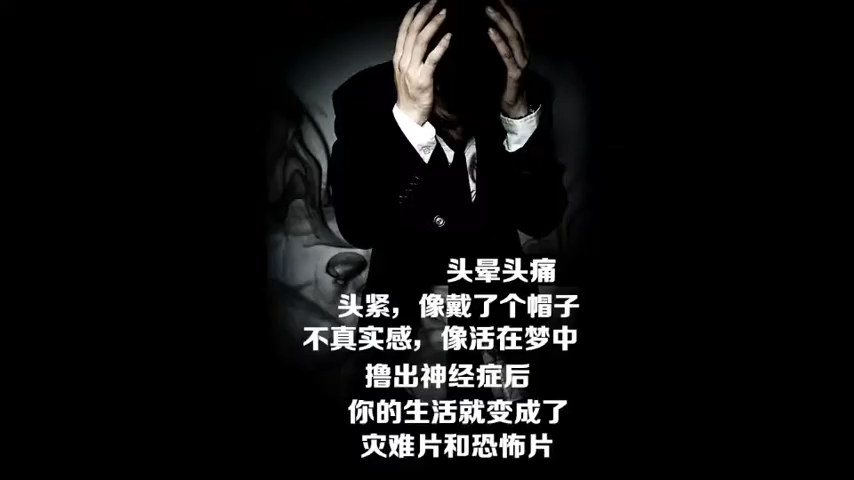 头晕头痛
头紧，像戴了个帽子
不真实感，像活在梦中
撸出神经症后
你的生活就变成了
灾难片和恐怖片